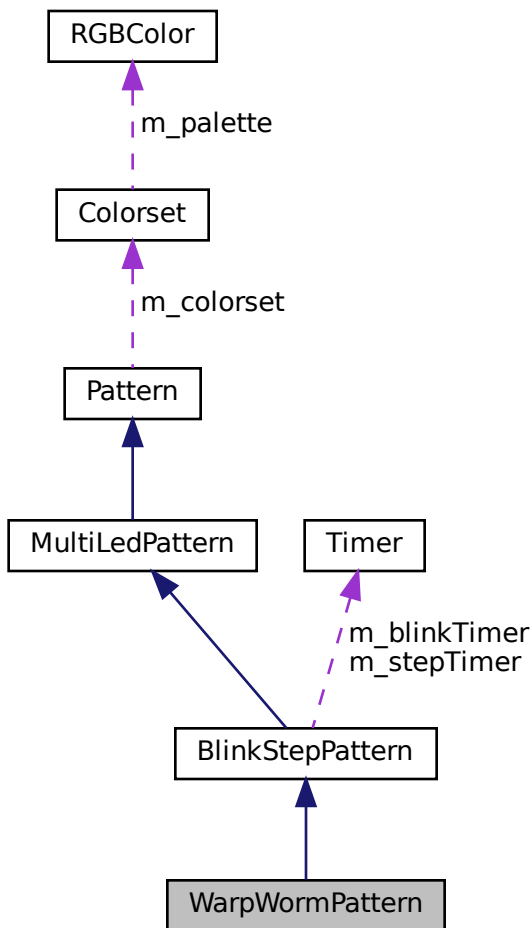 RGBColor
m_palette
Colorset
m_colorset
Pattern
MultiLedPattern
Timer
m_blinkTimer
m_stepTimer
BlinkStepPattern
WarpWormPattern